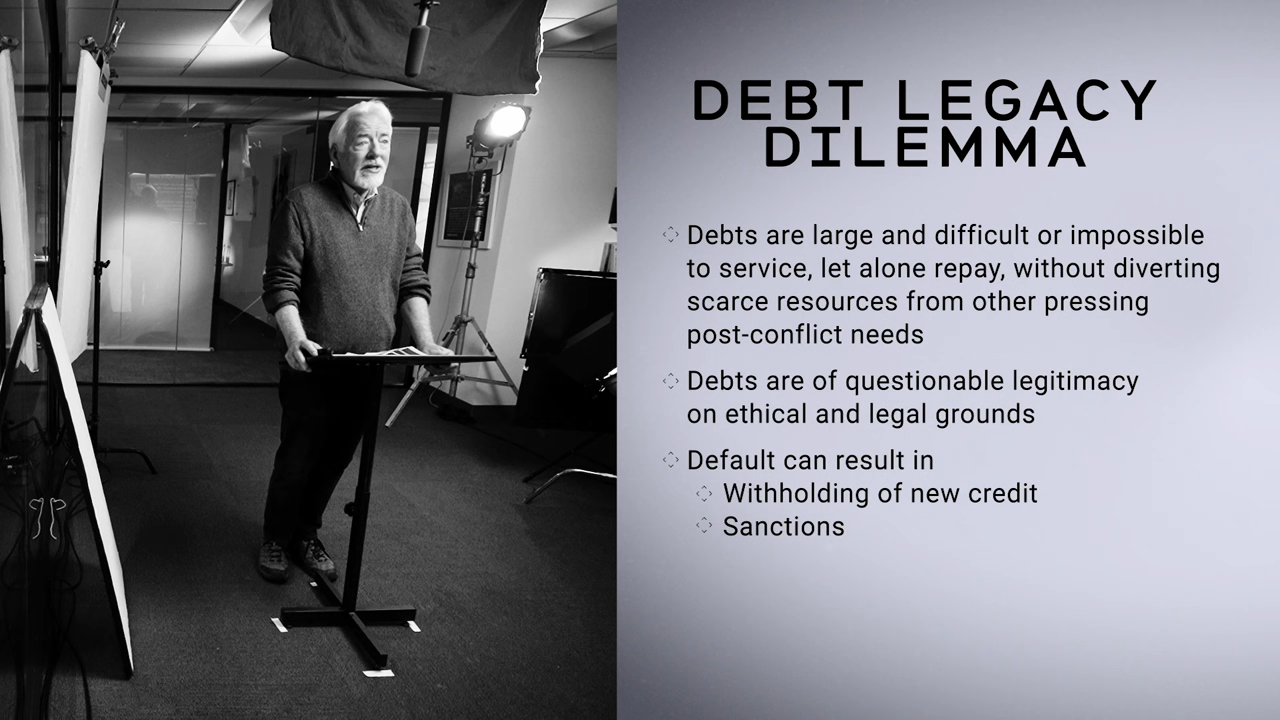 DEBT LEGACY
DILEMMA
Debts are large and difficult or impossible
to service, let alone repay, without diverting
scarce resources from other pressing
post-conflict needs
Debts are of questionable legitimacy
on ethical and legal grounds
Default can result in
Withholding of new credit
Sanctions